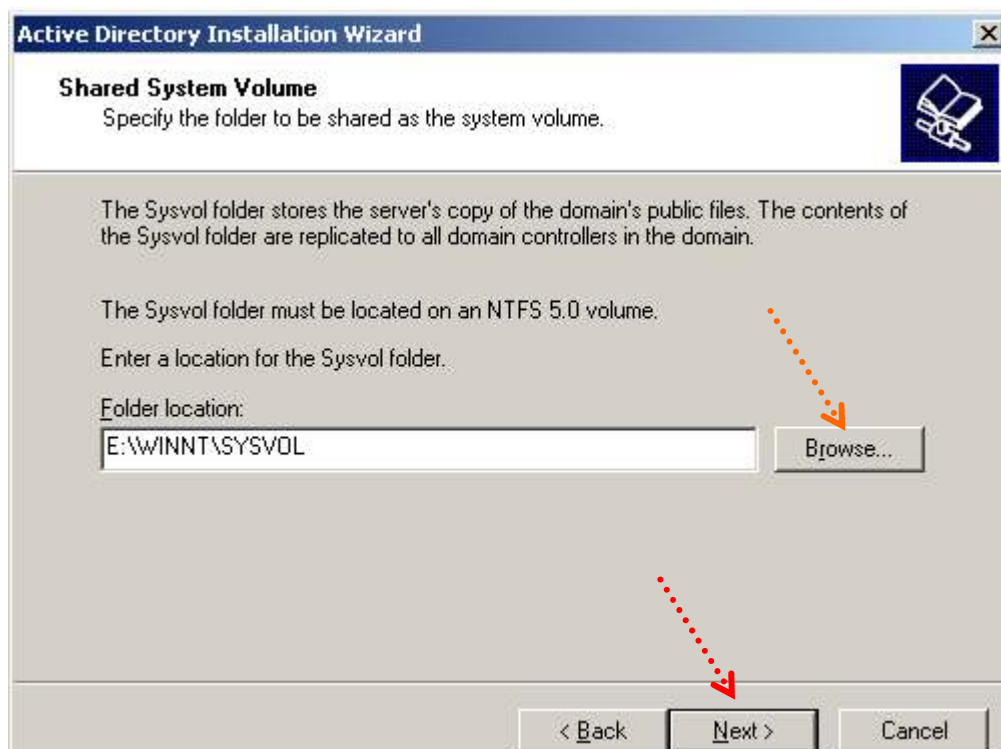 Active Directory Installation Wizard
Shared System Volume
Specify the folder to be shared as the system volume.
The Sysvol folder stores the server's copy of the domain's public files. The contents of
the Sysvol folder are replicated to all domain controllers in the domain.
The Sysvol folder must be located on an NTFS 5.0 volume.
Enter a location for the Sysvol folder.
Folder location:
E:\WINNT\SYSVOL
Browse...
< Back
Next >
Cancel